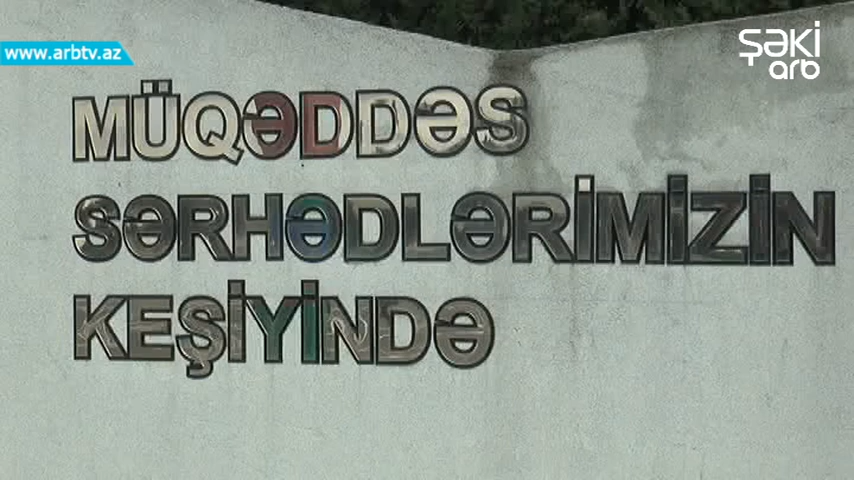 www.arbtv.az
ŞƏKİ
arb
MÜQƏDDƏS
SƏRHƏDLƏRİMİZİN
KEŞİYİNDƏ